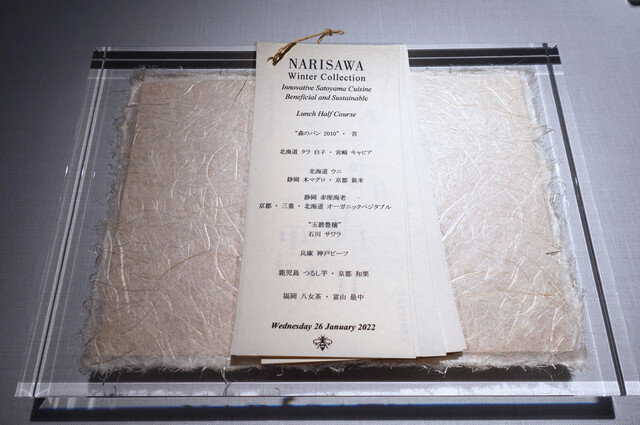 NARISAWA
Winter Collection
Innovative Satoyama Cuisine
Beneficial and Sustainable
Lunch Half Course
"森のパン 2010"・ 苔
北海道 タラ 白子・宮崎 キャビア
北海道 ウニ
静岡 本マグロ・京都 新米
静岡 赤座海老 ・
京都・三重・北海道 オーガニックベジタブル
"五穀豊穣"
石川 サワラ
兵庫 神戸ビーフ
鹿児島 つるし芋・京都 和栗
福岡 八女茶・富山 最中
Wednesday 26 January 2022